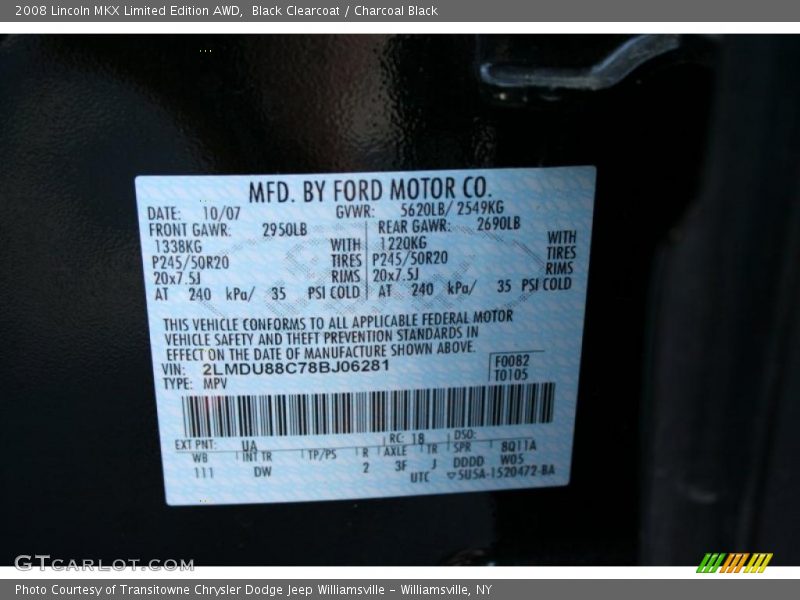 2008 Lincoln MKX Limited Edition AWD, Black Clearcoat / Charcoal Black
MFD. BY FORD MOTOR CO.
DATE: 10/07 GVWR: 5620LB/ 2549KG
FRONT GAWR: 2950LB REAR GAWR: 2690LB
1338KG WITH 1220KG WITH
P245/50R20 TIRES P245/50R20 TIRES
20x7.5J RIMS 20x7.5J RIMS
AT 240 kPa/ 35 PSI COLD AT 240 kPa/ 35 PSI COLD
THIS VEHICLE CONFORMS TO ALL APPLICABLE FEDERAL MOTOR
VEHICLE SAFETY AND THEFT PREVENTION STANDARDS IN
EFFECT ON THE DATE OF MANUFACTURE SHOWN ABOVE.
VIN: 2LMDU88C78BJ06281 F0082
TYPE: MPV T0105
EXT PNT: UA RC: 18 DSO:
WB INT TR TP/PS R AXLE TR SPR 8Q11A
111 DW 2 3F J DDDD W05
UTC 5U5A-1520472-BA
GTCARLOT.COM
Photo Courtesy of Transitowne Chrysler Dodge Jeep Williamsville - Williamsville, NY